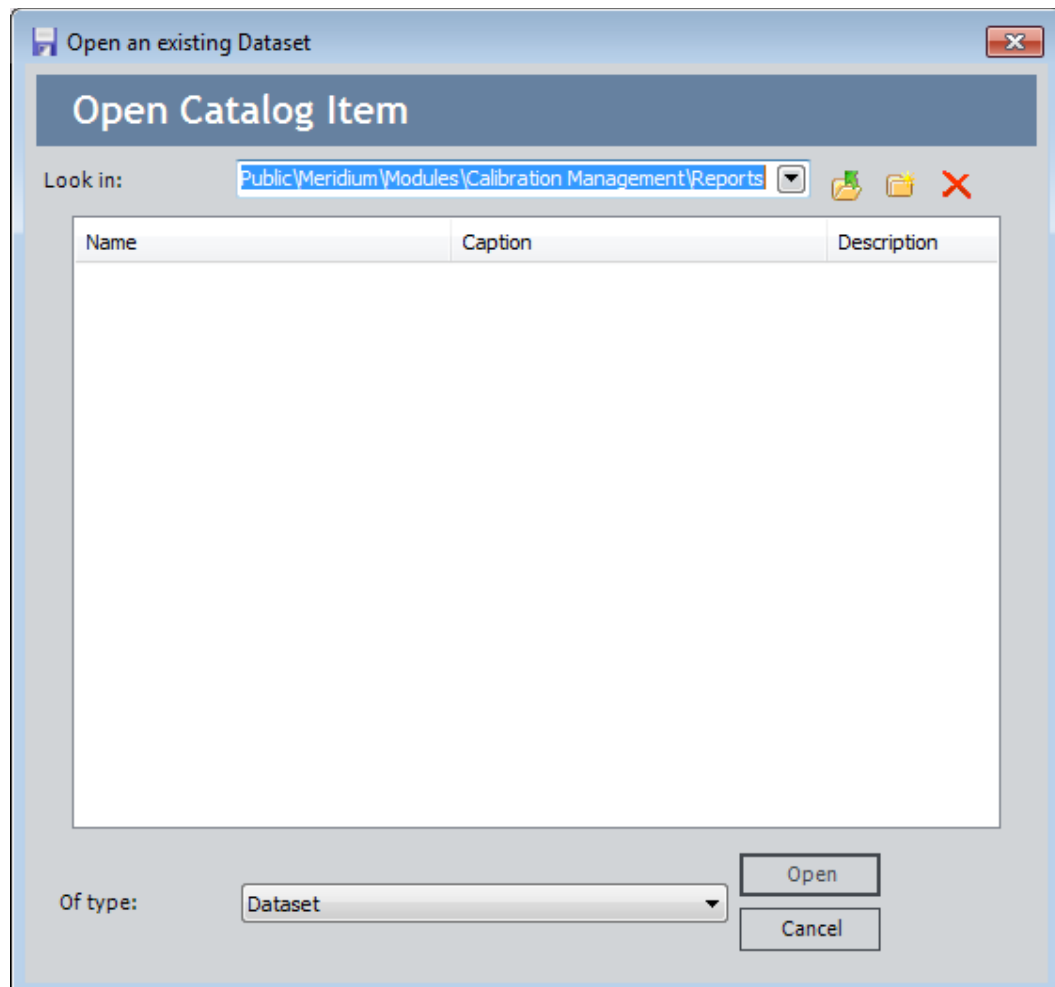 Open an existing Dataset
Open Catalog Item
Look in: Public\Meridium\Modules\Calibration Management\Reports
Name Caption Description
Open
Of type: Dataset
Cancel